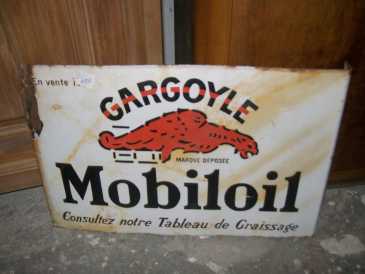 En vente
GARGOYLE
MARQUE DÉPOSÉE
Mobiloil
Consultez notre Tableau de Graissage